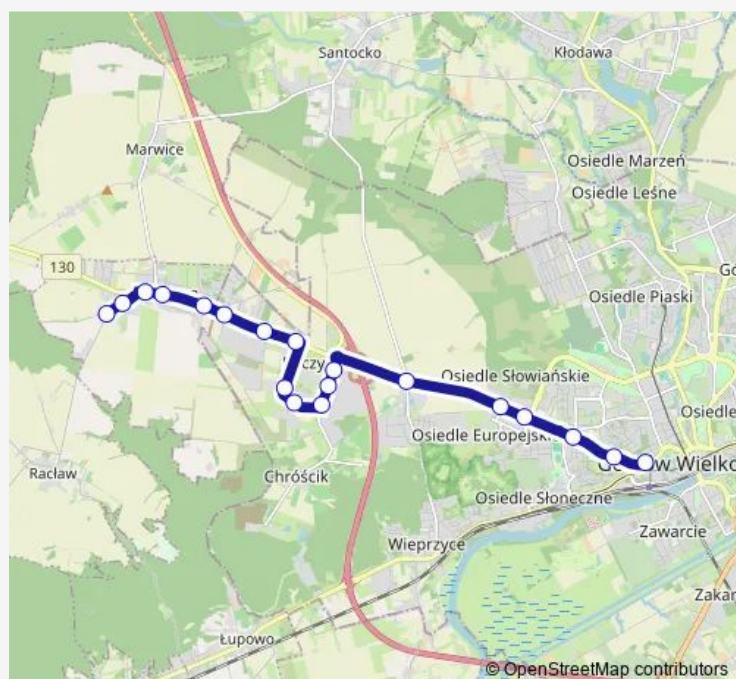 Santocko
Kłodawa
Marwice
Osiedle Marzeń
Osiedle Leśne
130
Osiedle Piaski
Osiedle Słowiańskie
Osiedle
Osiedle Europejski
Racław
Chróścik
Osiedle Słoneczne
Zawarcie
Wieprzyce
Łupowo
© OpenStreetMap contributors